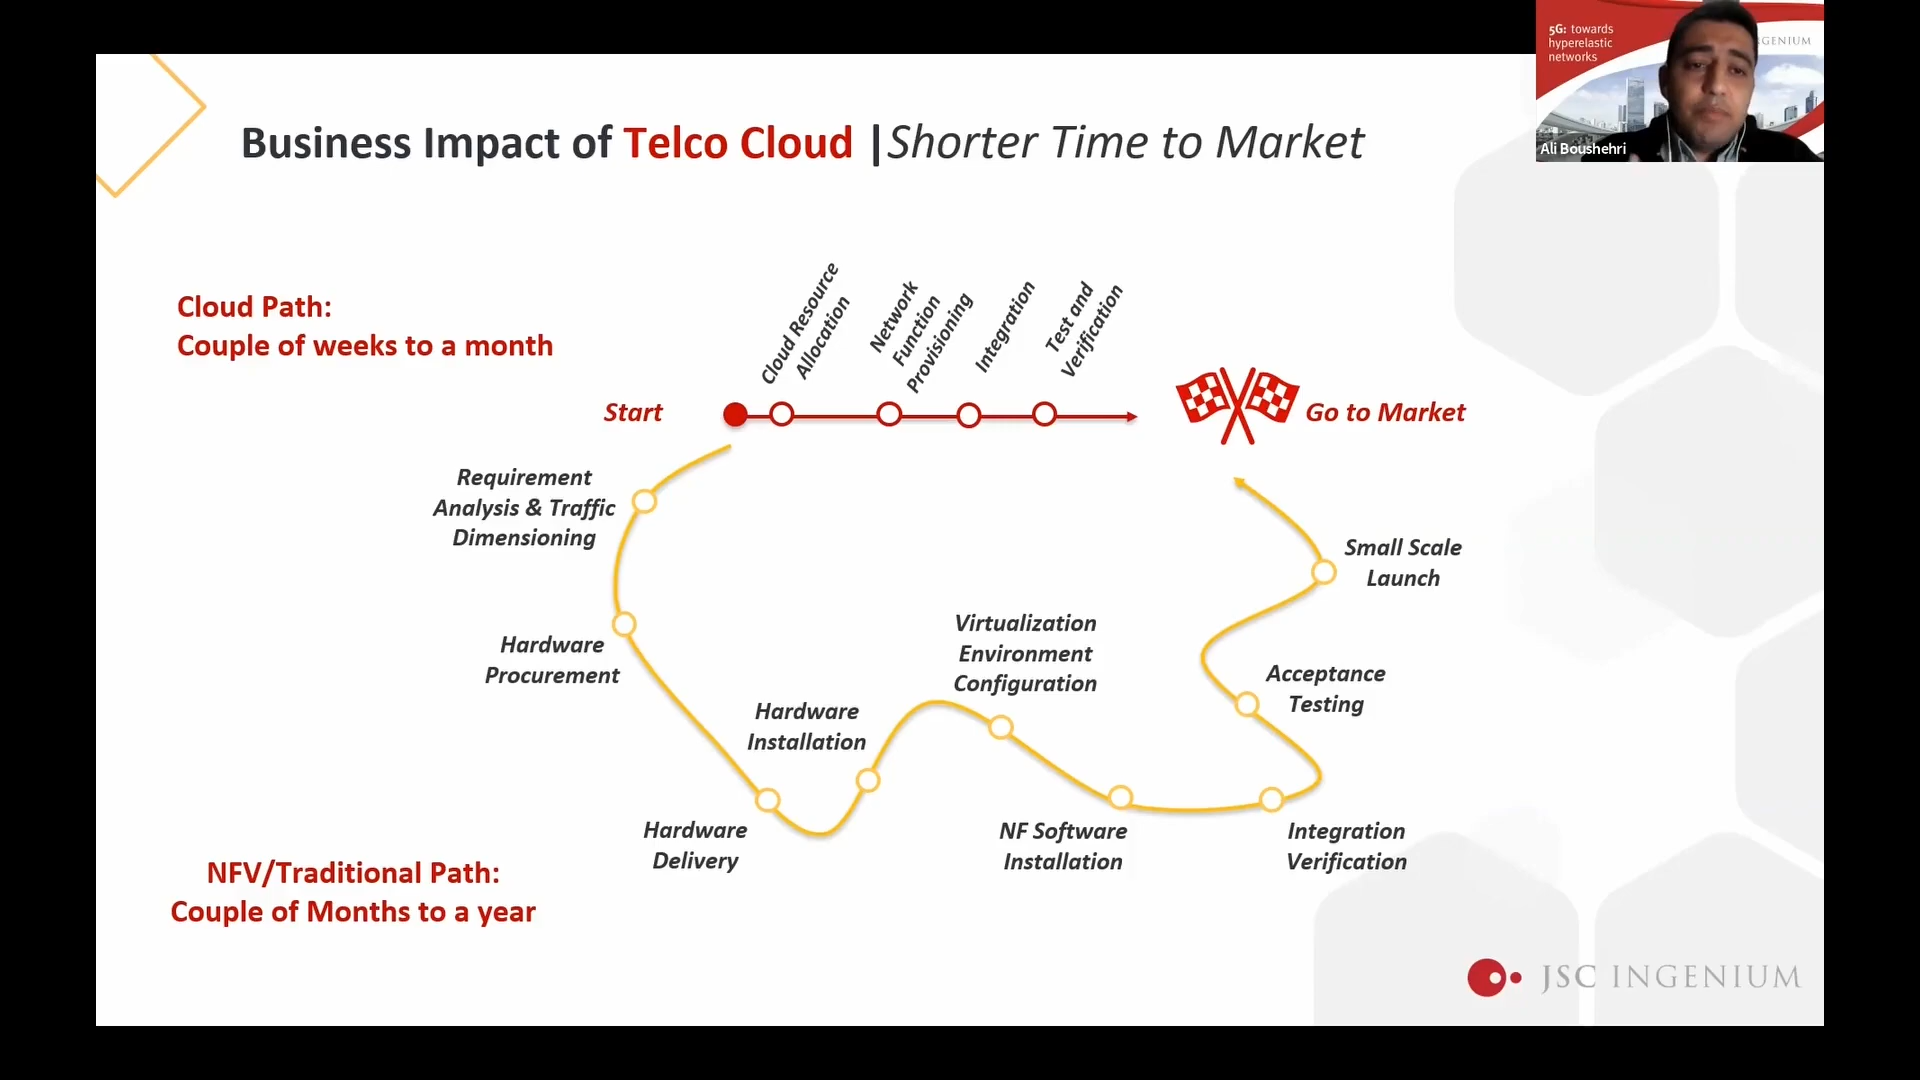 5G: towards
hyperelastic
networks
Ali Boushehri
Business Impact of Telco Cloud |Shorter Time to Market
Cloud Path:
Couple of weeks to a month
Cloud Resource
Allocation
Network
Function
Provisioning
Integration
Test and
Verification
Start
Go to Market
Requirement
Analysis & Traffic
Dimensioning
Hardware
Procurement
Hardware
Delivery
Hardware
Installation
Virtualization
Environment
Configuration
NF Software
Installation
Integration
Verification
Acceptance
Testing
Small Scale
Launch
NFV/Traditional Path:
Couple of Months to a year
JSC INGENIUM